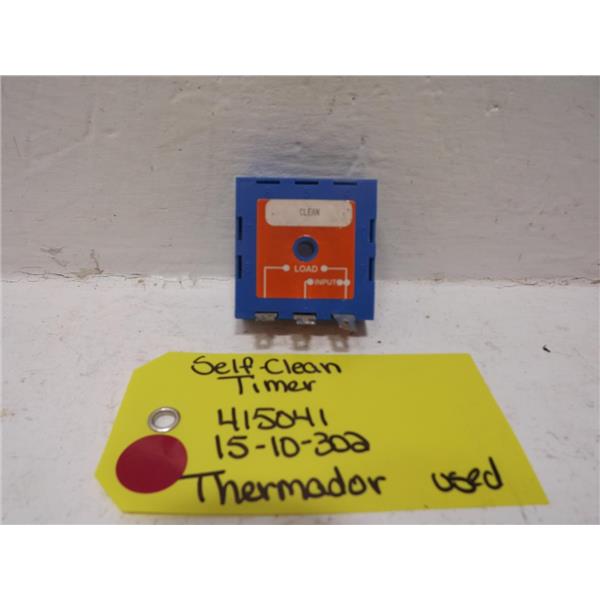 CLEAN
LOAD
INPUT
Self-Clean
Timer
415041
15-10-302
Thermador used